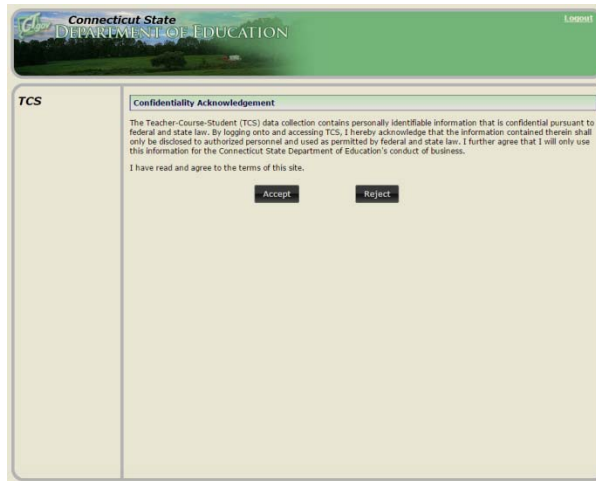 Connecticut State
DEPARTMENT OF EDUCATION
Logout
TCS
Confidentiality Acknowledgement
The Teacher-Course-Student (TCS) data collection contains personally identifiable information that is confidential pursuant to
federal and state law. By logging onto and accessing TCS, I hereby acknowledge that the information contained therein shall
only be disclosed to authorized personnel and used as permitted by federal and state law. I further agree that I will only use
this information for the Connecticut State Department of Education's conduct of business.
I have read and agree to the terms of this site.
Accept
Reject